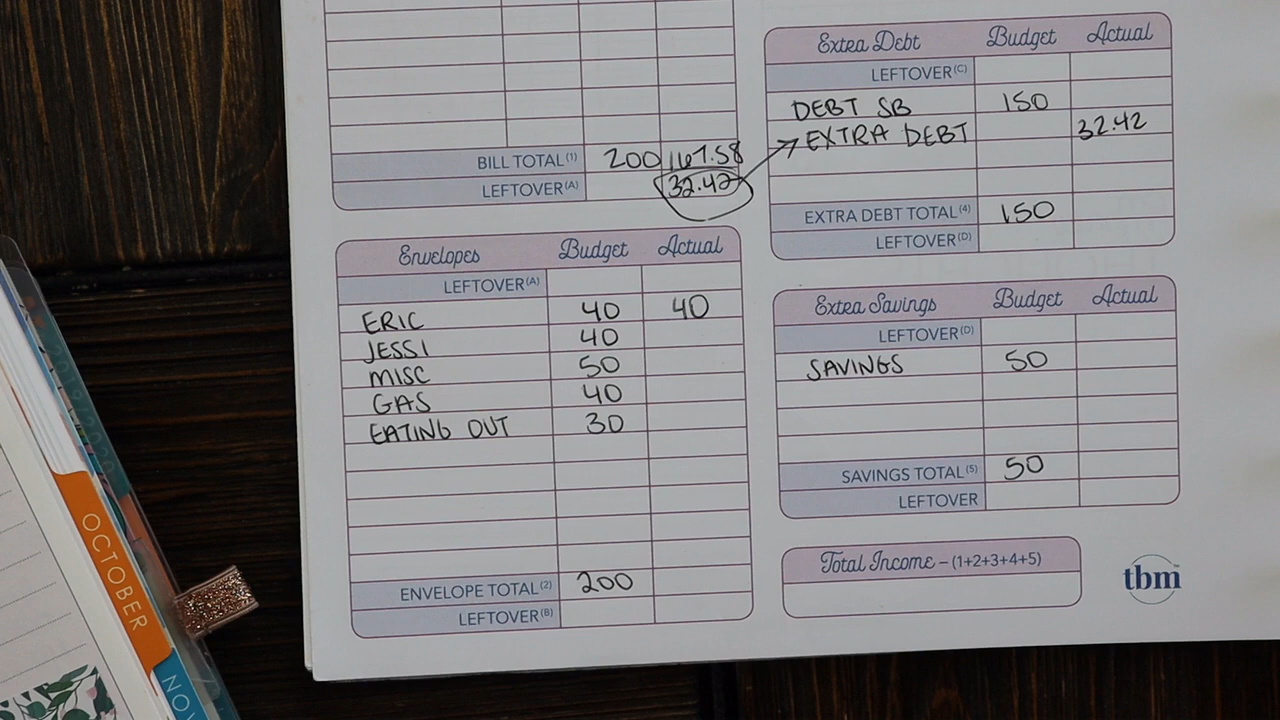 BILL TOTAL(1) 200 167.58
LEFTOVER(A) 32.42
Envelopes Budget Actual
LEFTOVER(A)
ERIC 40 40
JESSI 40
MISC 50
GAS 40
EATING OUT 30
ENVELOPE TOTAL(2) 200
LEFTOVER(B)
Extra Debt Budget Actual
LEFTOVER(C)
DEBT SB 150
EXTRA DEBT 32.42
EXTRA DEBT TOTAL(4) 150
LEFTOVER(D)
Extra Savings Budget Actual
LEFTOVER(D)
SAVINGS 50
SAVINGS TOTAL(5) 50
LEFTOVER
Total Income – (1+2+3+4+5)
tbm
OCTOBER
NOV